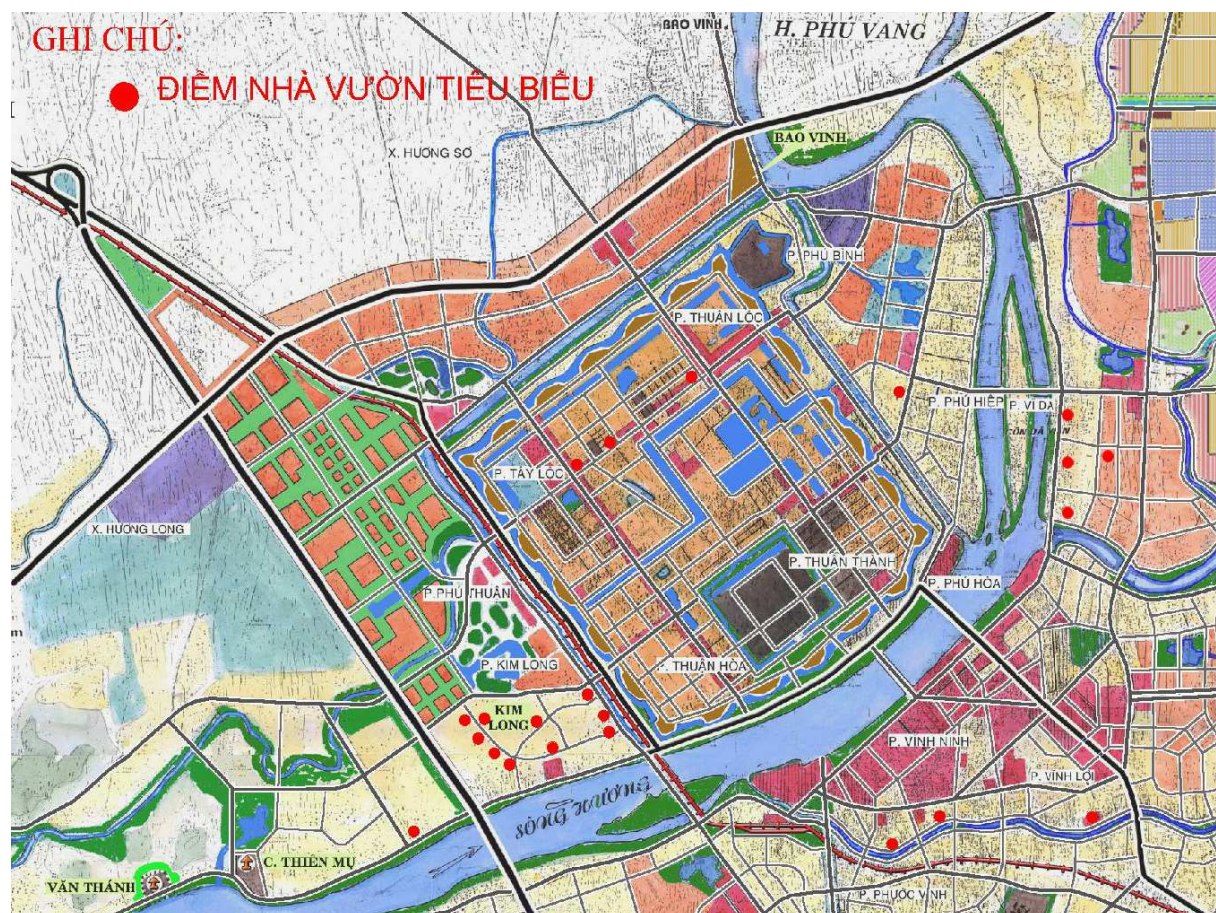 GHI CHÚ:
ĐIỂM NHÀ VƯỜN TIÊU BIỂU
BAO VINH
H. PHÚ VANG
BAO VINH
X. HƯƠNG SƠ
P. PHÚ BÌNH
P. THUẬN LỘC
P. PHÚ HIỆP
P. VĨ DẠ
P. TÂY LỘC
X. HƯƠNG LONG
P. THUẬN THÀNH
P. PHÚ HÒA
P. PHÚ THUẬN
P. KIM LONG
P. THUẬN HÒA
KIM
LONG
P. VĨNH NINH
P. VĨNH LỢI
SÔNG HƯƠNG
C. THIÊN MỤ
VĂN THÁNH
P. PHƯỚC VĨNH